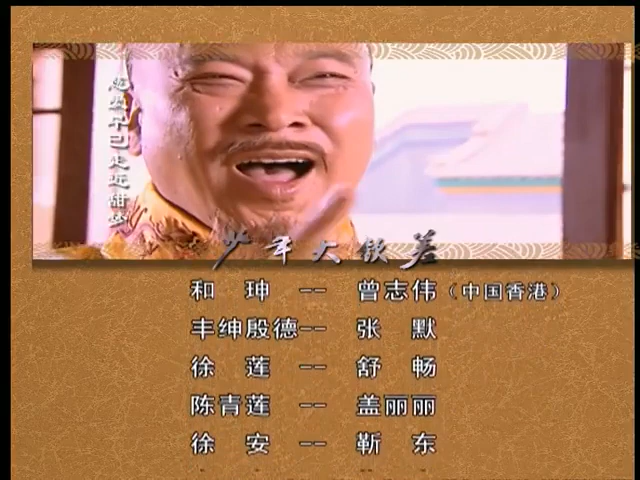 少年大钦差
和珅 -- 曾志伟（中国香港）
丰绅殷德-- 张默
徐莲 -- 舒畅
陈青莲 -- 盖丽丽
徐安 -- 靳东